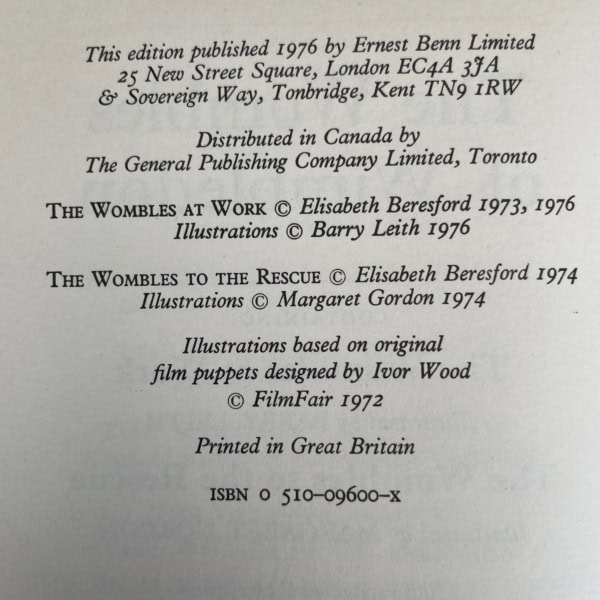 This edition published 1976 by Ernest Benn Limited
25 New Street Square, London EC4A 3JA
& Sovereign Way, Tonbridge, Kent TN9 1RW
Distributed in Canada by
The General Publishing Company Limited, Toronto
THE WOMBLES AT WORK © Elisabeth Beresford 1973, 1976
Illustrations © Barry Leith 1976
THE WOMBLES TO THE RESCUE © Elisabeth Beresford 1974
Illustrations © Margaret Gordon 1974
Illustrations based on original
film puppets designed by Ivor Wood
© FilmFair 1972
Printed in Great Britain
ISBN 0 510–09600–X